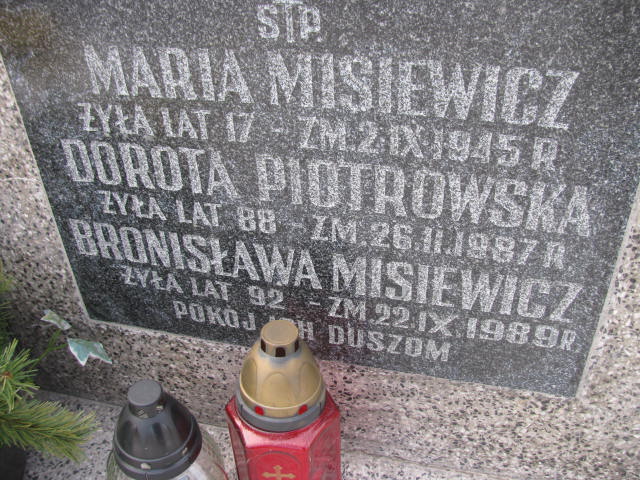 Ś.†P.
MARIA MISIEWICZ
ŻYŁA LAT 17 - ZM. 2.IX.1945 R.
DOROTA PIOTROWSKA
ŻYŁA LAT 88 - ZM. 26.II.1987 R
BRONISŁAWA MISIEWICZ
ŻYŁA LAT 92 - ZM 22.IX.1989 R
POKÓJ ICH DUSZOM